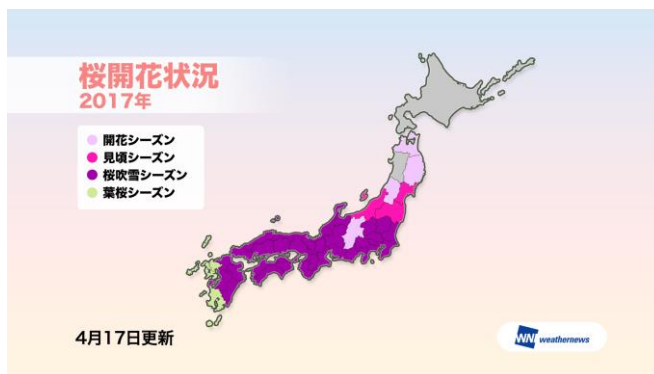 桜開花状況
2017年
開花シーズン
見頃シーズン
桜吹雪シーズン
葉桜シーズン
4月17日更新
WNI weathernews